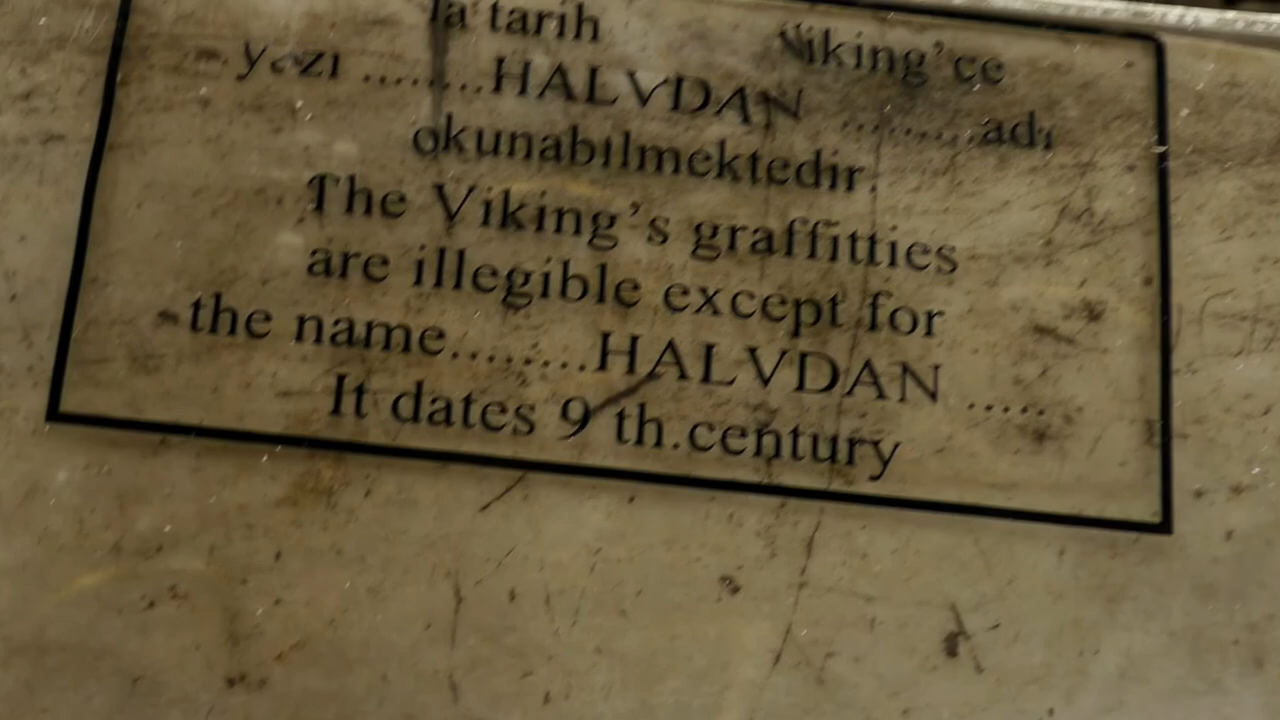 la tarih Viking'ce
yazı ........HALVDAN .........adı
okunabılmektedır.
The Viking's graffitties
are illegible except for
the name........HALVDAN .....
It dates 9 th.century